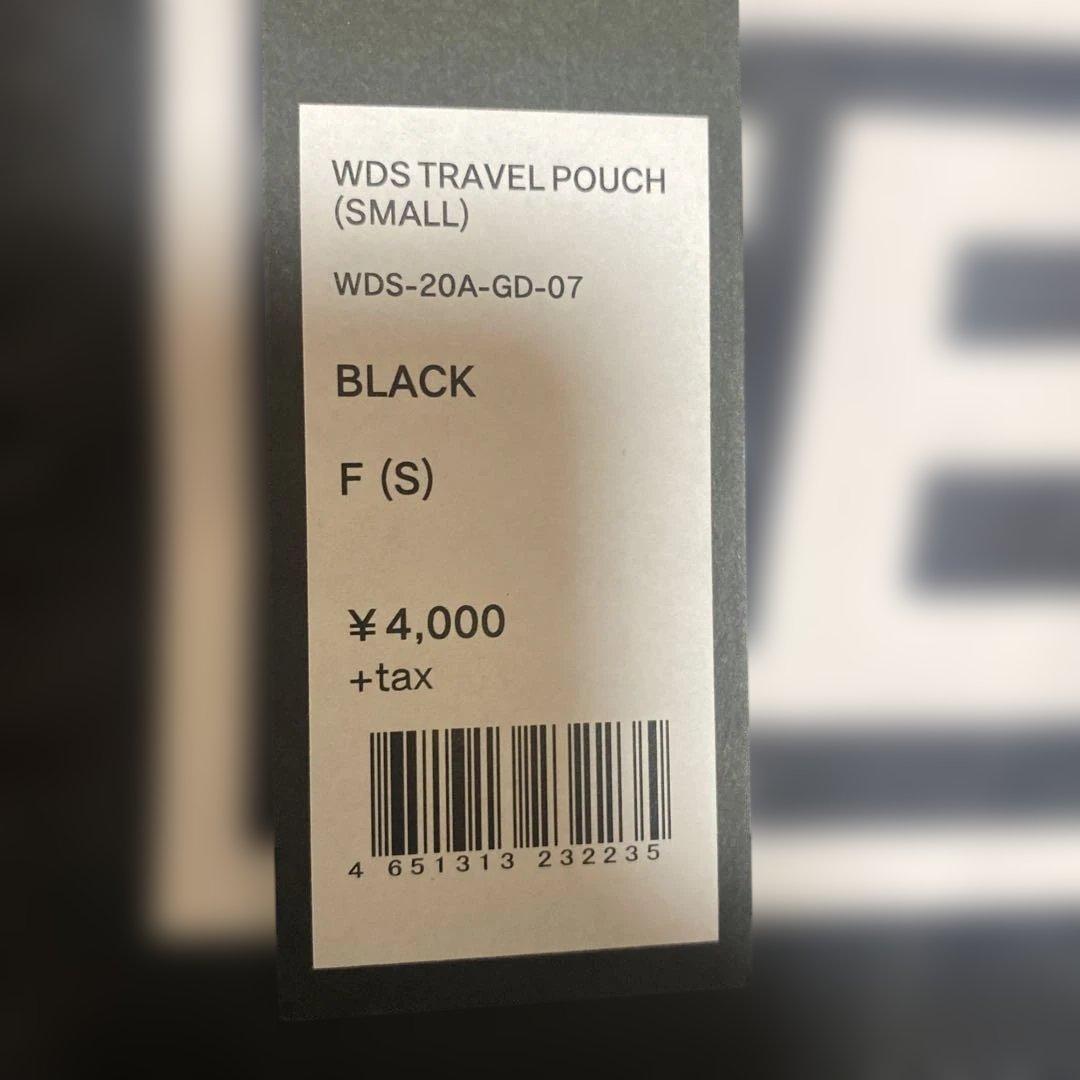 WDS TRAVEL POUCH
(SMALL)
WDS-20A-GD-07
BLACK
F (S)
¥4,000
+tax
4 651313 232235